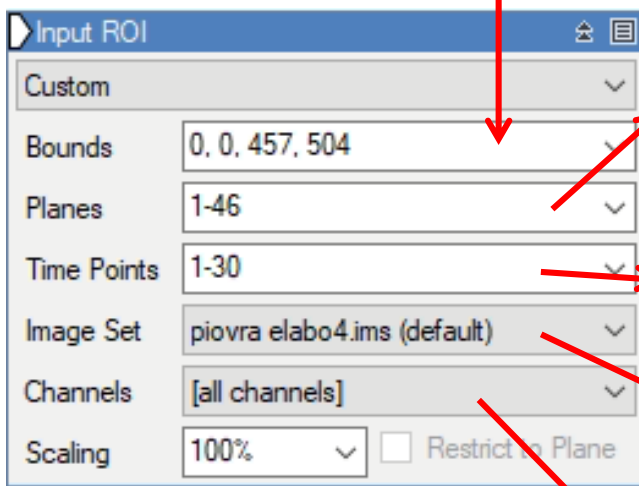 Input ROI
Custom
Bounds 0, 0, 457, 504
Planes 1-46
Time Points 1-30
Image Set piovra elabo4.ims (default)
Channels [all channels]
Scaling 100% Restrict to Plane